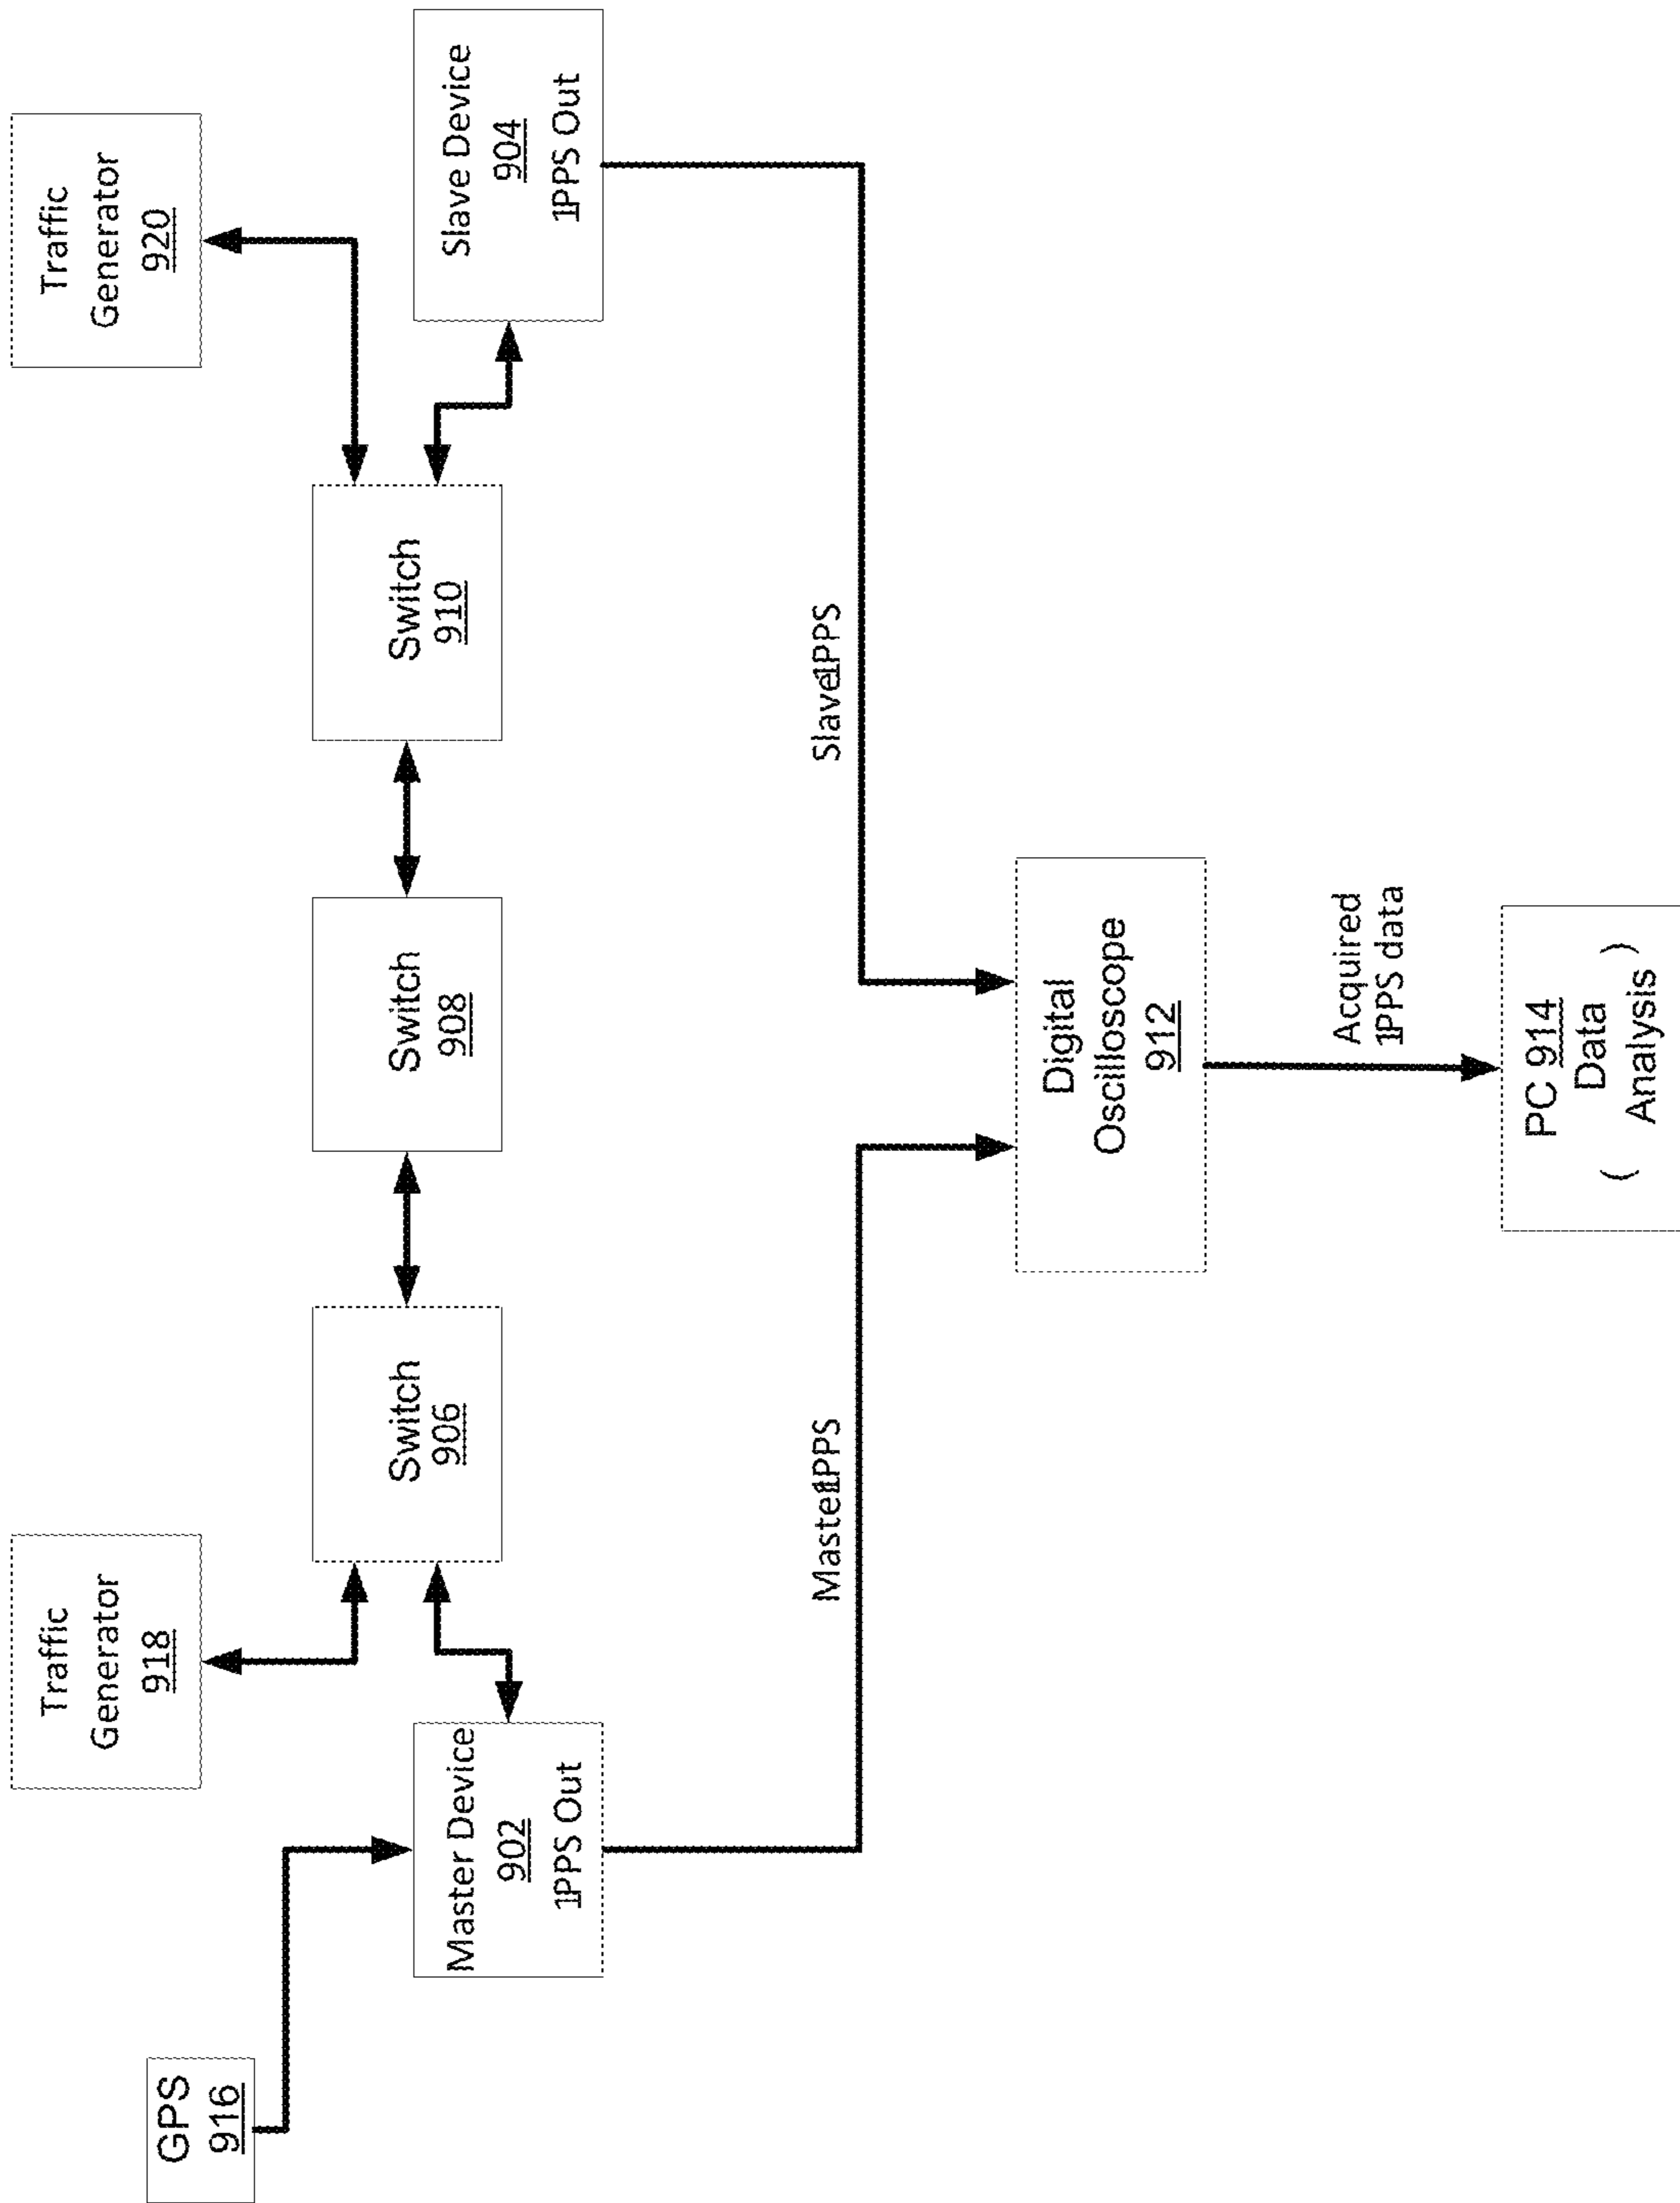 GPS
916
Traffic
Generator
918
Master Device
902
1PPS Out
Switch
906
Switch
908
Switch
910
Traffic
Generator
920
Slave Device
904
1PPS Out
Master1PPS
Slave1PPS
Digital
Oscilloscope
912
Acquired
1PPS data
PC 914
Data
( Analysis )